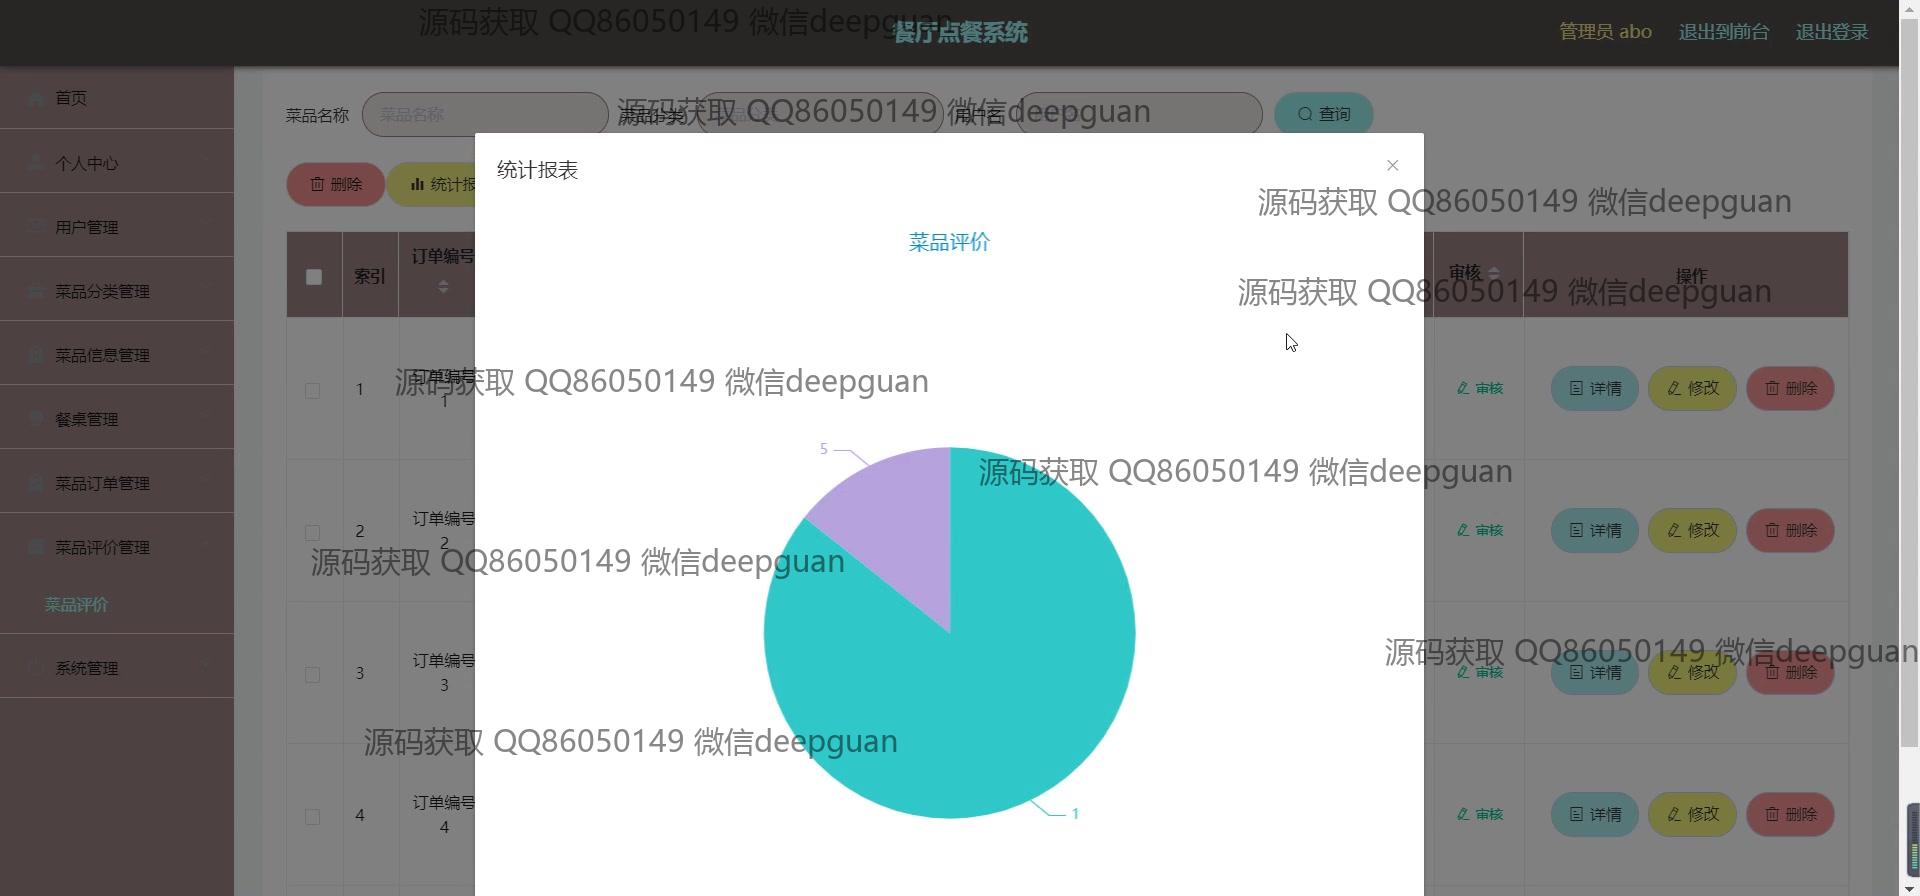 源码获取 QQ86050149 微信deepguan
餐厅点餐系统
管理员 abo
退出到前台
退出登录
首页
个人中心
用户管理
菜品分类管理
菜品信息管理
餐桌管理
菜品订单管理
菜品评价管理
菜品评价
系统管理
菜品名称
菜品名称
菜品分类
用户名
查询
源码获取 QQ86050149 微信deepguan
删除
统计报
统计报表
源码获取 QQ86050149 微信deepguan
菜品评价
索引
订单编号
审核
操作
源码获取 QQ86050149 微信deepguan
1
订单编号
1
审核
详情
修改
删除
源码获取 QQ86050149 微信deepguan
5
源码获取 QQ86050149 微信deepguan
2
订单编号
2
审核
详情
修改
删除
源码获取 QQ86050149 微信deepguan
3
订单编号
3
审核
详情
修改
删除
源码获取 QQ86050149 微信deepguan
源码获取 QQ86050149 微信deepguan
4
订单编号
4
审核
详情
修改
删除
1